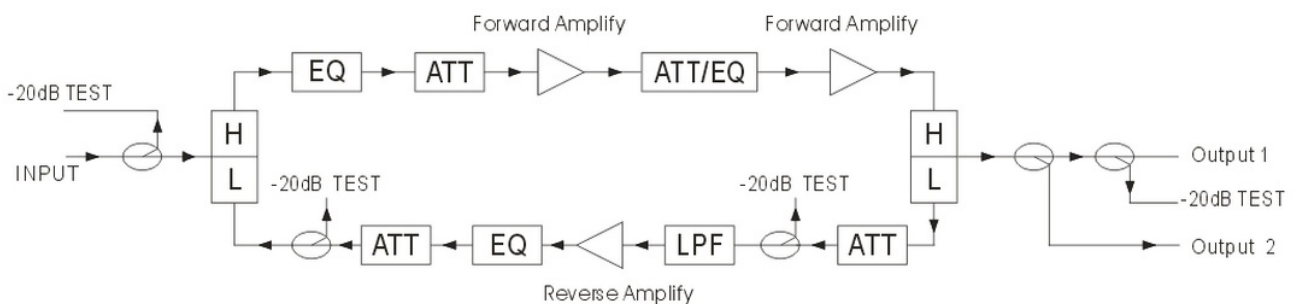 Forward Amplify
Forward Amplify
EQ
ATT
ATT/EQ
-20dB TEST
H
H
INPUT
L
L
Output 1
-20dB TEST
-20dB TEST
-20dB TEST
ATT
EQ
LPF
ATT
Output 2
Reverse Amplify